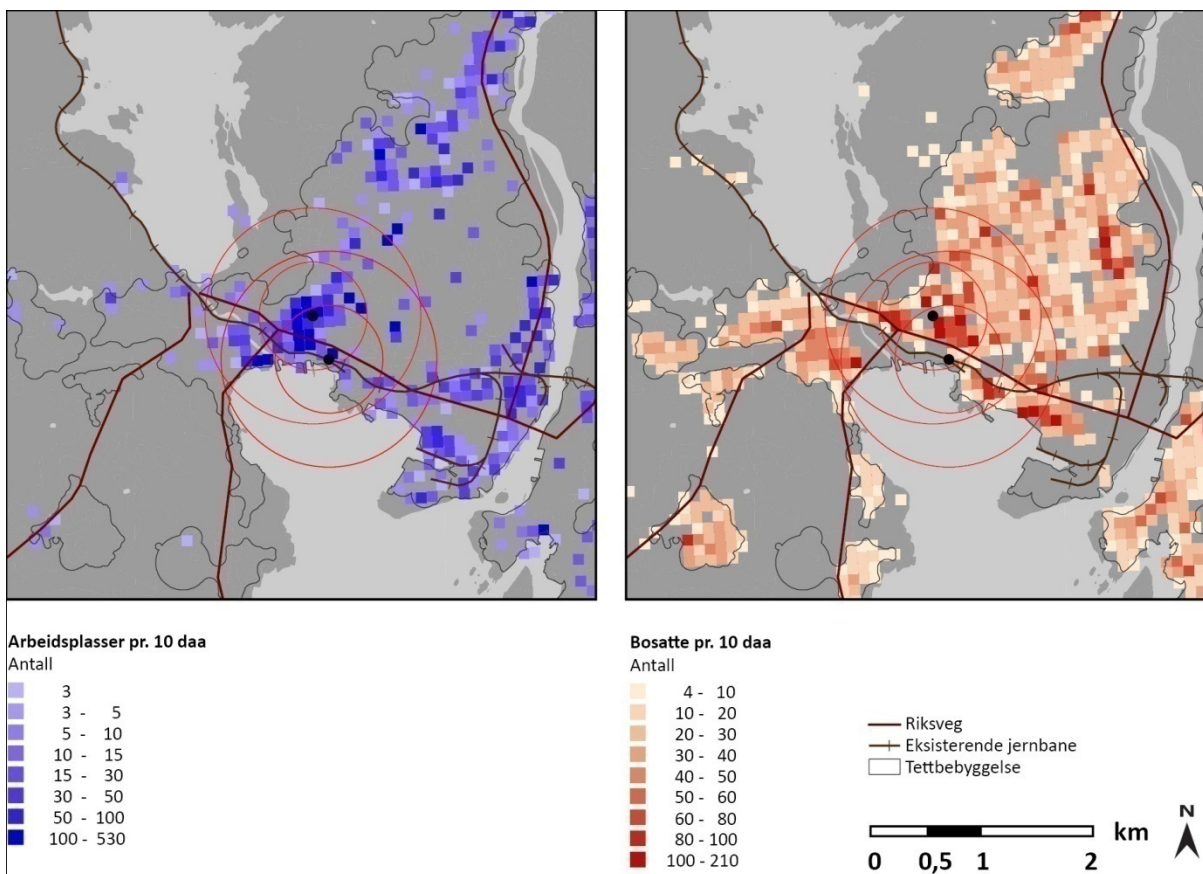 Arbeidsplasser pr. 10 daa
Antall
3
3 - 5
5 - 10
10 - 15
15 - 30
30 - 50
50 - 100
100 - 530
Bosatte pr. 10 daa
Antall
4 - 10
10 - 20
20 - 30
30 - 40
40 - 50
50 - 60
60 - 80
80 - 100
100 - 210
Riksveg
Eksisterende jernbane
Tettbebyggelse
N
km
0 0,5 1 2